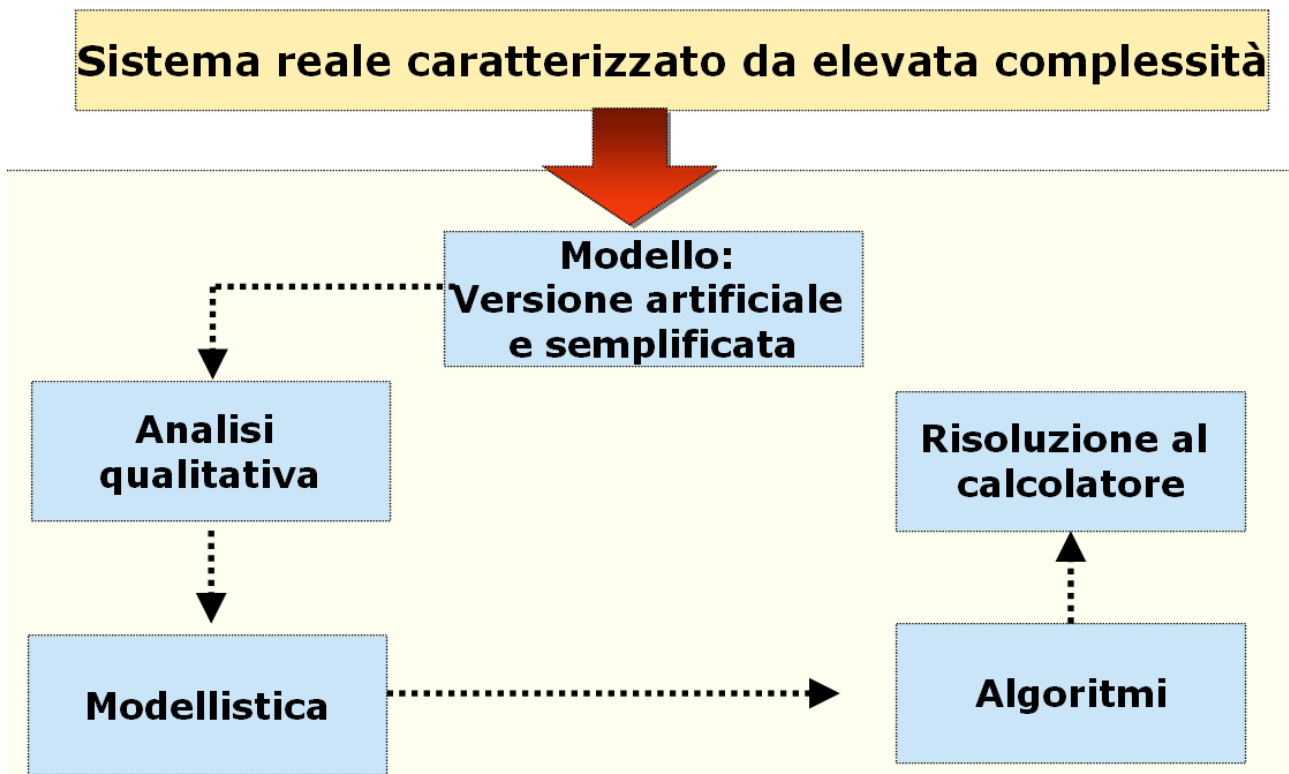 Sistema reale caratterizzato da elevata complessità
Modello:
Versione artificiale
e semplificata
Analisi
qualitativa
Risoluzione al
calcolatore
Modellistica
Algoritmi